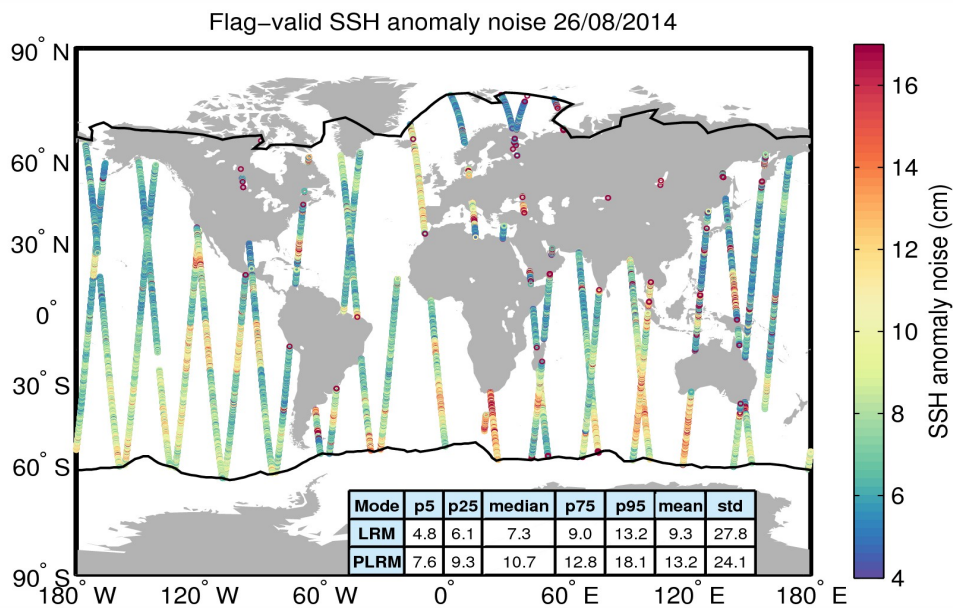 Flag−valid SSH anomaly noise 26/08/2014
90° N
60° N
30° N
0°
30° S
60° S
90° S
180° W 120° W 60° W 0° 60° E 120° E 180° E
Mode p5 p25 median p75 p95 mean std
LRM 4.8 6.1 7.3 9.0 13.2 9.3 27.8
PLRM 7.6 9.3 10.7 12.8 18.1 13.2 24.1
16
14
12
10
8
6
4
SSH anomaly noise (cm)